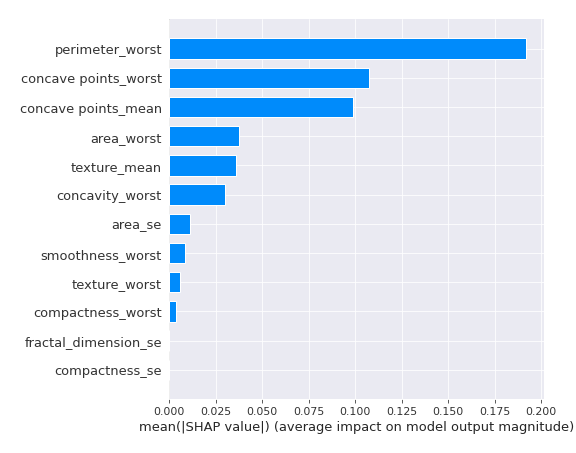 perimeter_worst
concave points_worst
concave points_mean
area_worst
texture_mean
concavity_worst
area_se
smoothness_worst
texture_worst
compactness_worst
fractal_dimension_se
compactness_se
0.000 0.025 0.050 0.075 0.100 0.125 0.150 0.175 0.200
mean(|SHAP value|) (average impact on model output magnitude)